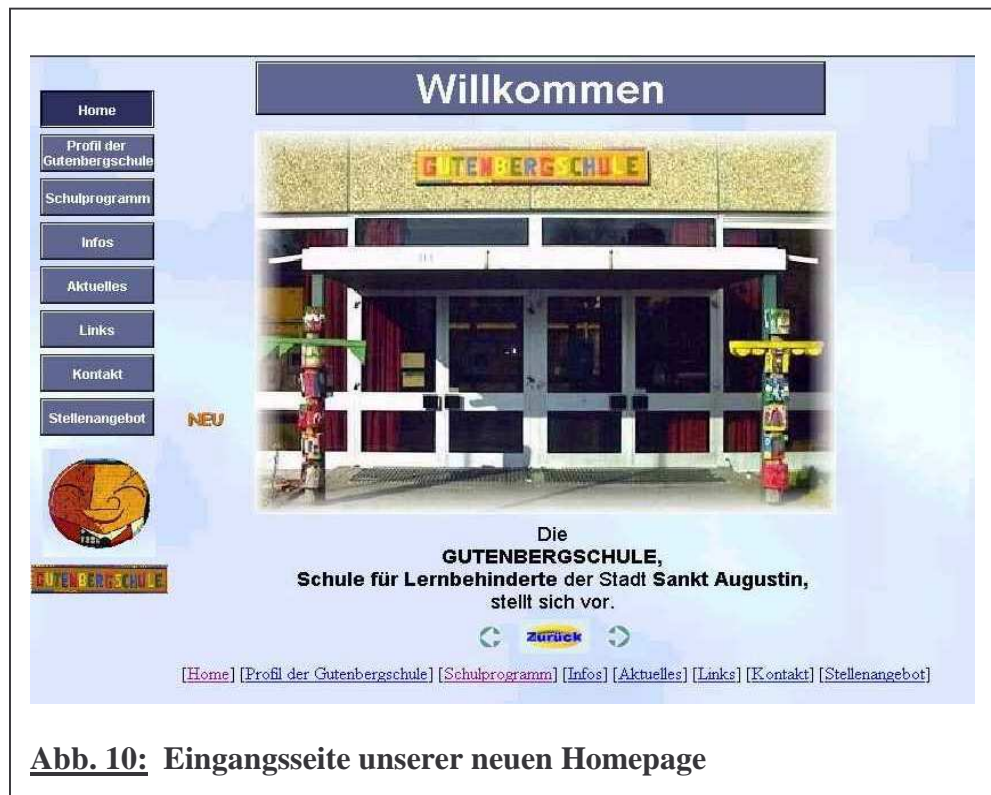 Willkommen
Home
Profil der
Gutenbergschule
Schulprogramm
Infos
Aktuelles
Links
Kontakt
Stellenangebot
NEU
GUTENBERGSCHULE
GUTENBERGSCHULE
Die
GUTENBERGSCHULE,
Schule für Lernbehinderte der Stadt Sankt Augustin,
stellt sich vor.
Zurück
[Home] [Profil der Gutenbergschule] [Schulprogramm] [Infos] [Aktuelles] [Links] [Kontakt] [Stellenangebot]
Abb. 10: Eingangsseite unserer neuen Homepage